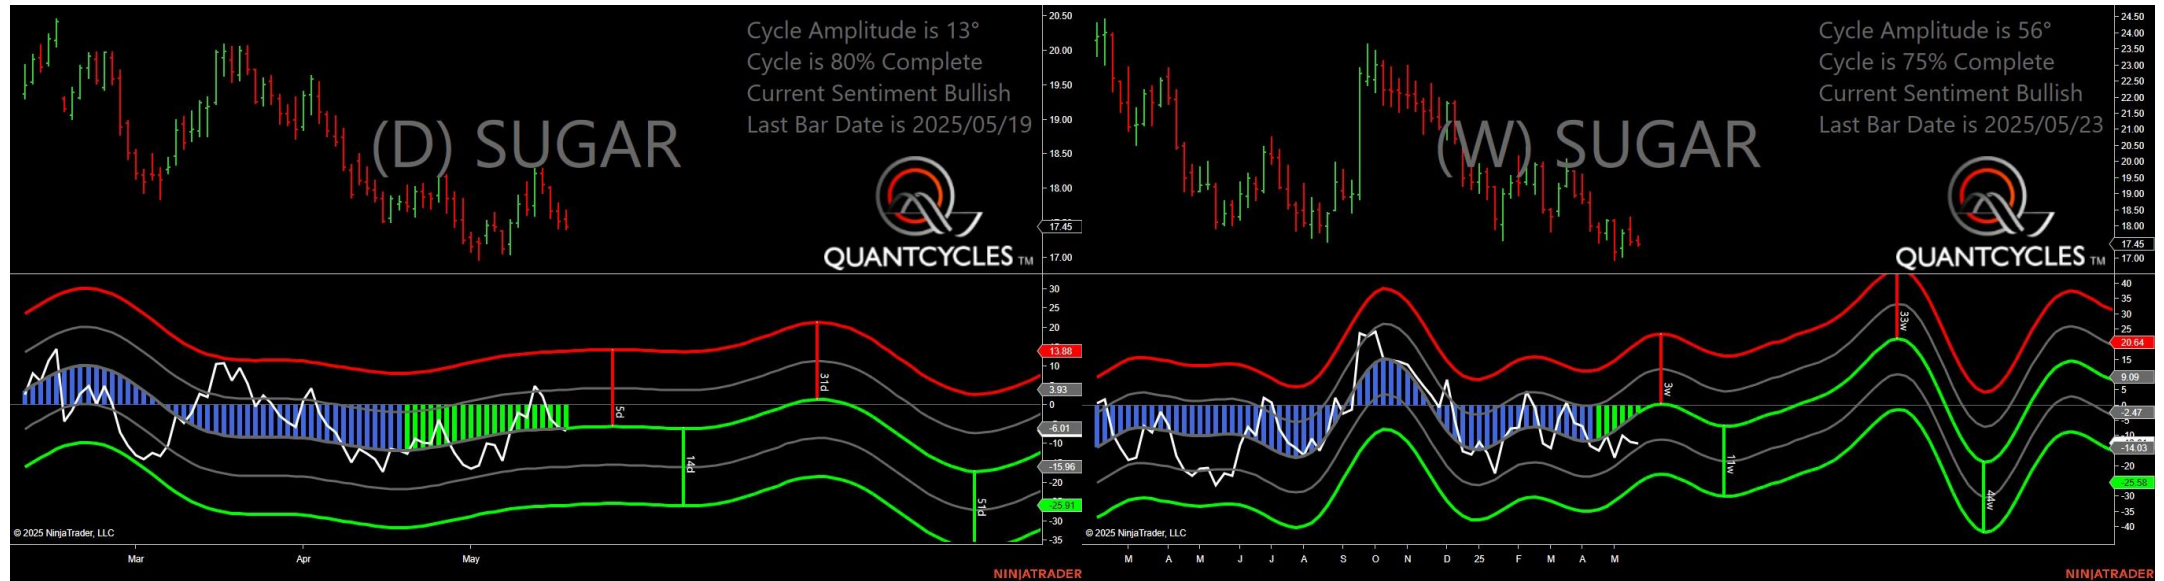 Cycle Amplitude is 13°
Cycle is 80% Complete
Current Sentiment Bullish
Last Bar Date is 2025/05/19
(D) SUGAR
QUANTCYCLES TM
20.50
20.00
19.50
19.00
18.50
18.00
17.45
17.00
30
25
20
13.88
10
3.93
0
-6.01
-10
-15.96
-20
-25.91
-30
-35
5d
14d
31d
51d
© 2025 NinjaTrader, LLC
Mar
Apr
May
NINJATRADER
Cycle Amplitude is 56°
Cycle is 75% Complete
Current Sentiment Bullish
Last Bar Date is 2025/05/23
(W) SUGAR
QUANTCYCLES TM
24.50
24.00
23.50
23.00
22.50
22.00
21.50
21.00
20.50
20.00
19.50
19.00
18.50
18.00
17.45
17.00
40
35
30
25
20.64
15
9.09
5
0
-2.47
-5
-10
-14.03
-20
-25.58
-30
-35
-40
3w
11w
33w
44w
© 2025 NinjaTrader, LLC
M A M J J A S O N D 25 F M A M
NINJATRADER